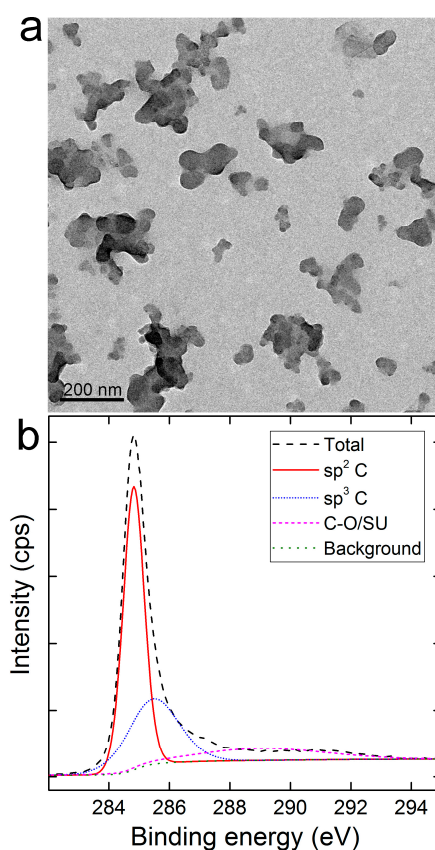 a
200 nm
b
Total
sp² C
sp³ C
C-O/SU
Background
Intensity (cps)
284 286 288 290 292 294
Binding energy (eV)